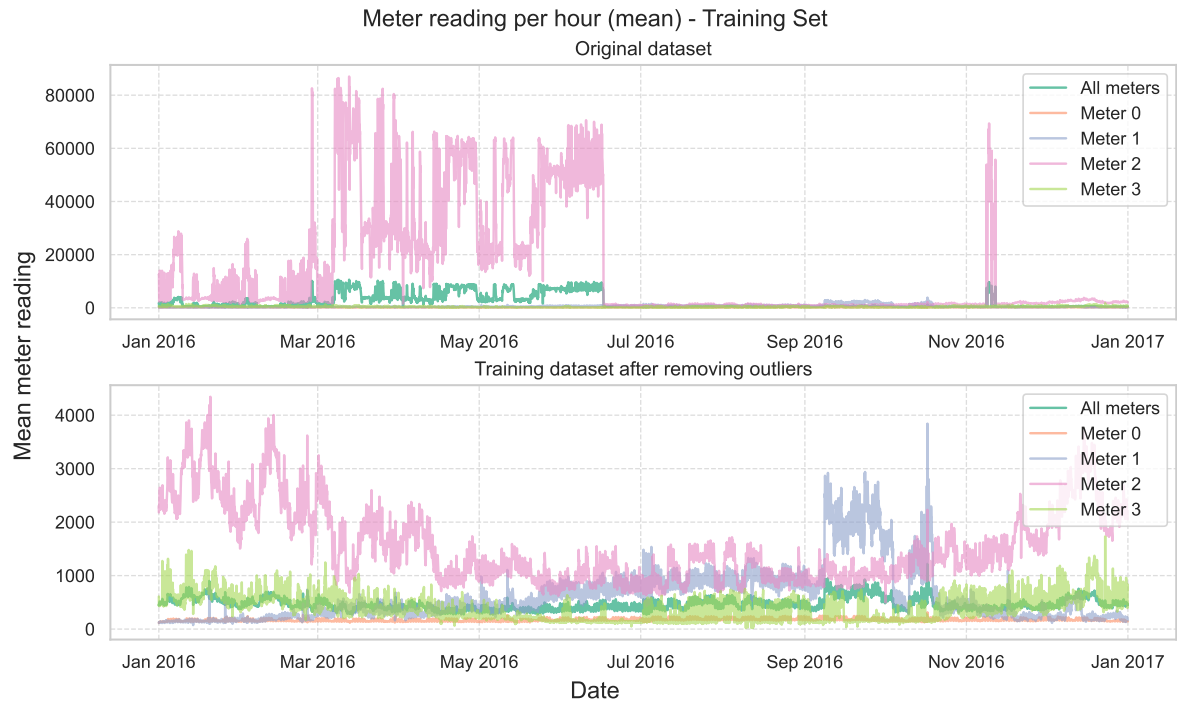 Meter reading per hour (mean) - Training Set
Original dataset
Mean meter reading
80000
60000
40000
20000
0
All meters
Meter 0
Meter 1
Meter 2
Meter 3
Jan 2016 Mar 2016 May 2016 Jul 2016 Sep 2016 Nov 2016 Jan 2017
Training dataset after removing outliers
4000
3000
2000
1000
0
All meters
Meter 0
Meter 1
Meter 2
Meter 3
Jan 2016 Mar 2016 May 2016 Jul 2016 Sep 2016 Nov 2016 Jan 2017
Date